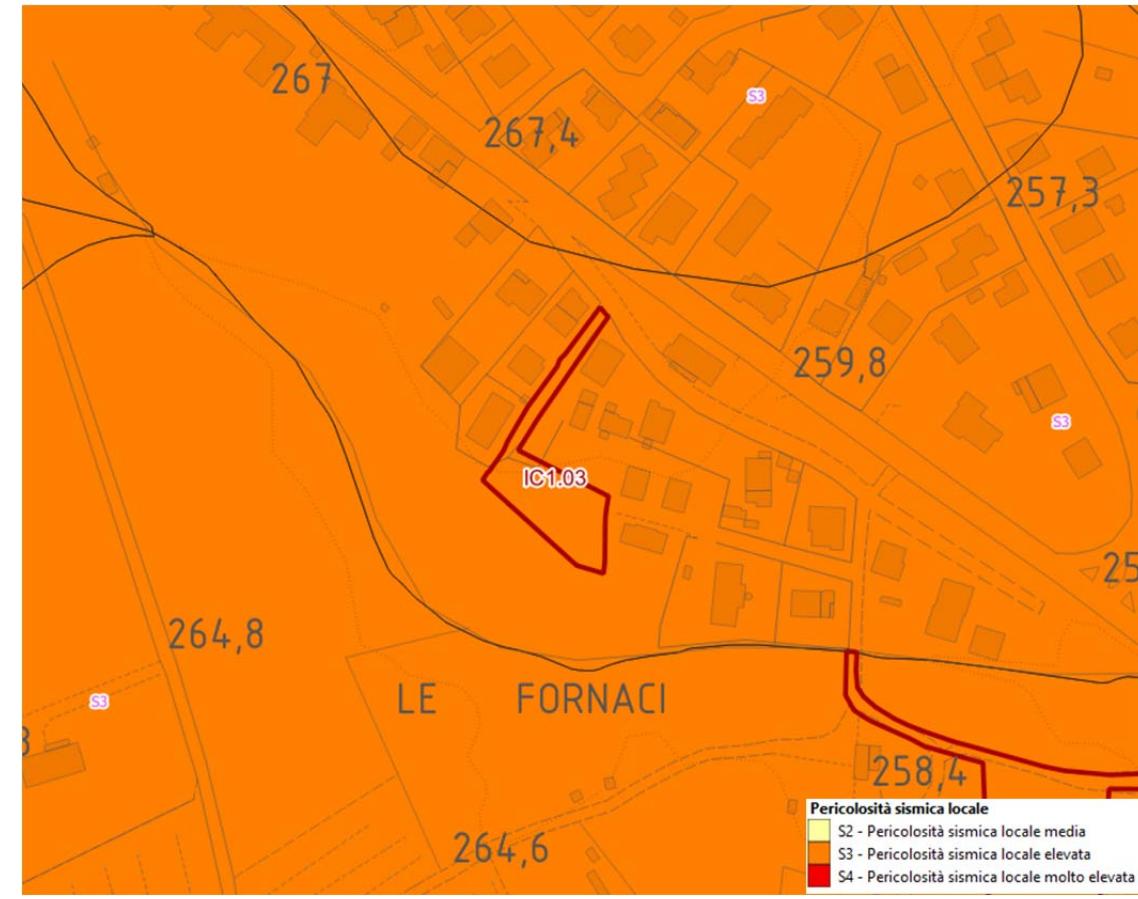 267
S3
267,4
257,3
259,8
S3
IC1.03
25
264,8
S3
LE FORNACI
258,4
264,6
Pericolosità sismica locale
S2 - Pericolosità sismica locale media
S3 - Pericolosità sismica locale elevata
S4 - Pericolosità sismica locale molto elevata